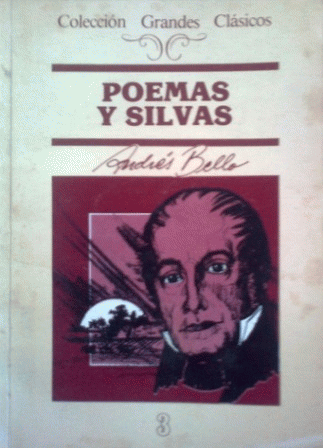 Colección Grandes Clásicos
POEMAS
Y SILVAS
Andrés Bello
3